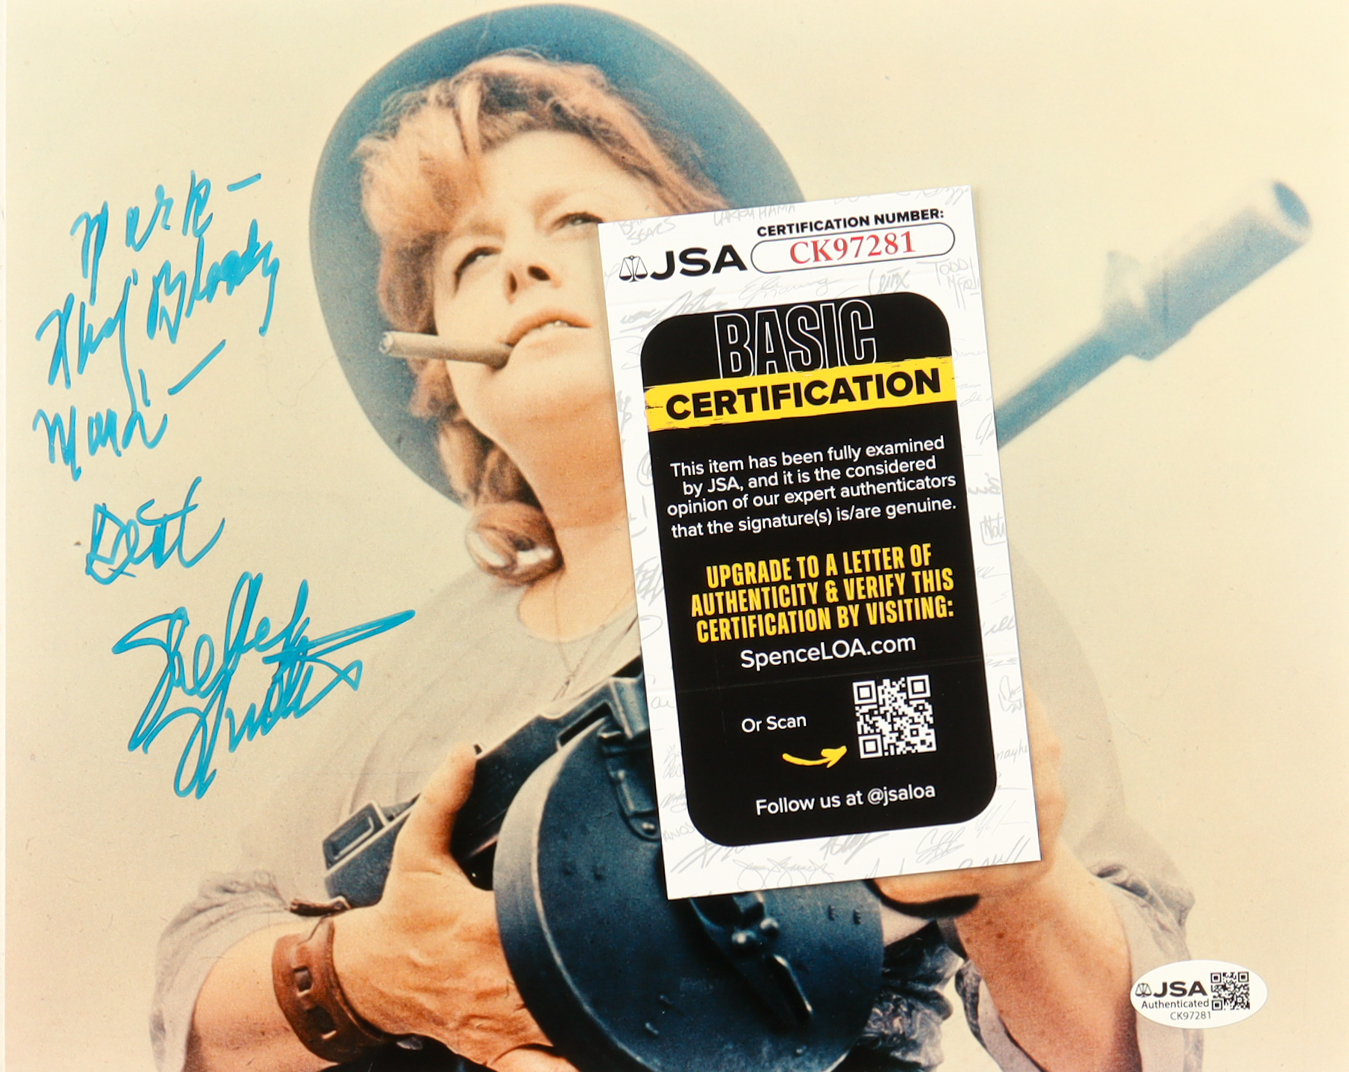 Mark -
Bloody
Best
Shelley
JSA
CERTIFICATION NUMBER:
CK97281
BASIC
CERTIFICATION
This item has been fully examined
by JSA, and it is the considered
opinion of our expert authenticators
that the signature(s) is/are genuine.
UPGRADE TO A LETTER OF
AUTHENTICITY & VERIFY THIS
CERTIFICATION BY VISITING:
SpenceLOA.com
Or Scan
Follow us at @jsaloa
JSA
Authenticated
CK97281